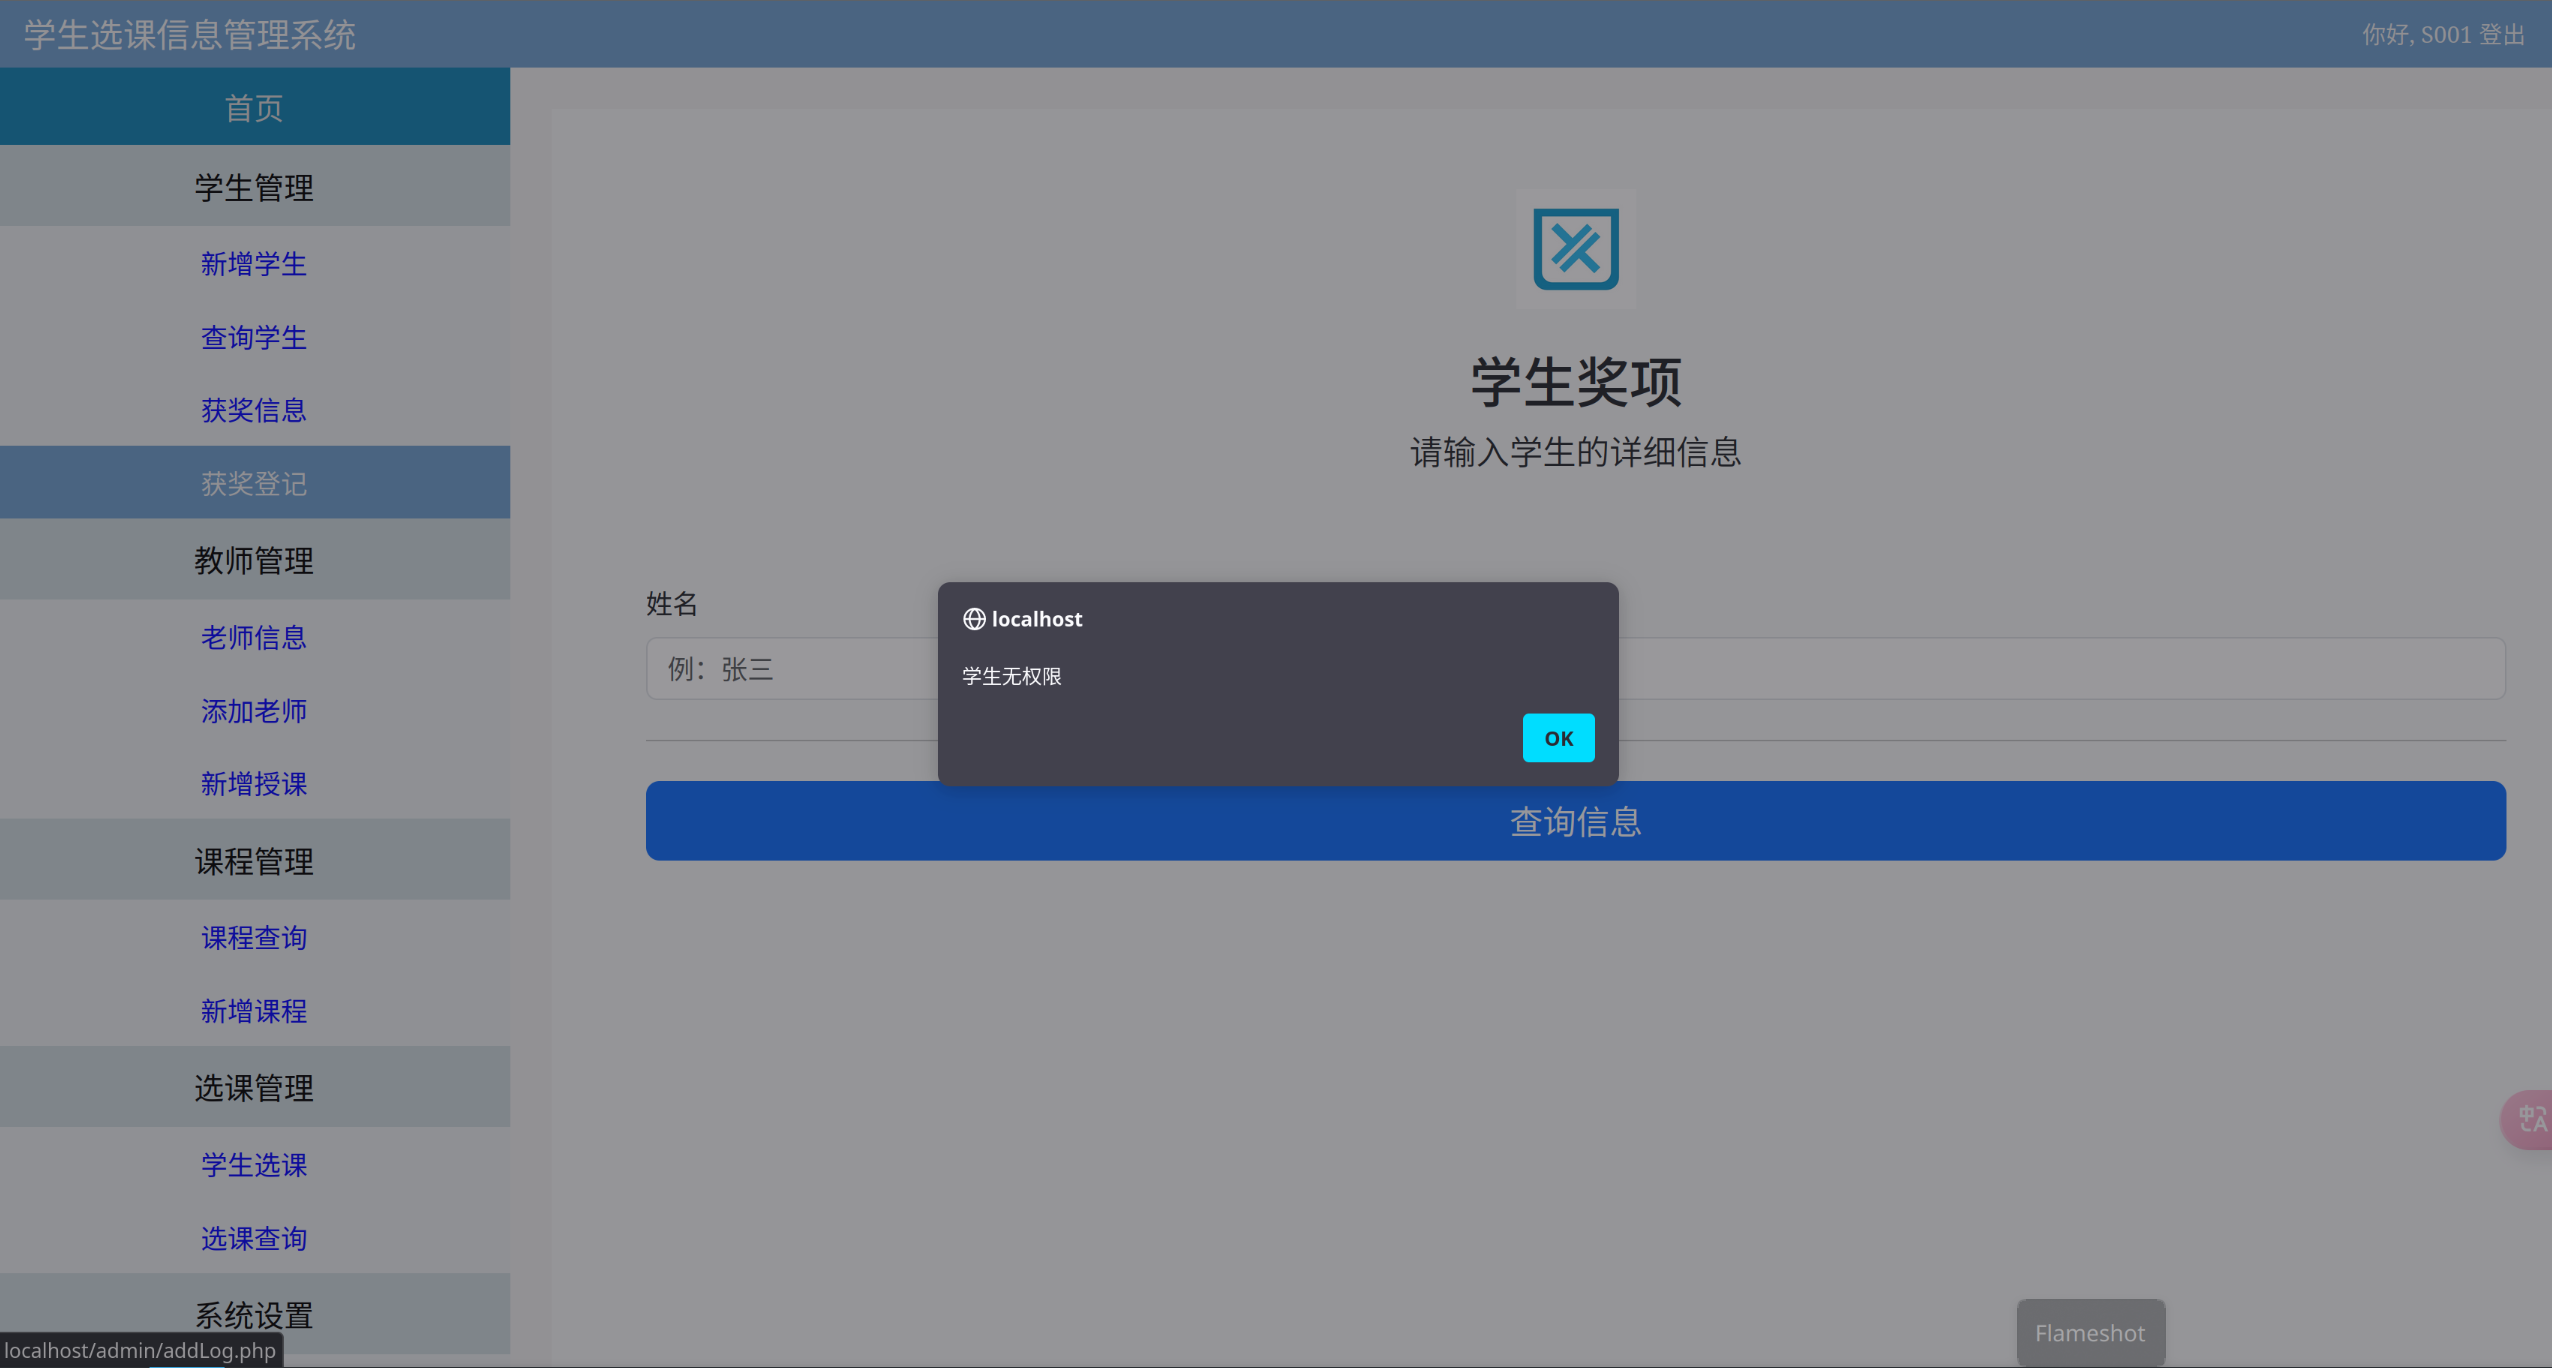 学生选课信息管理系统
你好, S001 登出
首页
学生管理
新增学生
查询学生
获奖信息
获奖登记
教师管理
老师信息
添加老师
新增授课
课程管理
课程查询
新增课程
选课管理
学生选课
选课查询
系统设置
localhost/admin/addLog.php
学生奖项
请输入学生的详细信息
姓名
例：张三
localhost
学生无权限
OK
查询信息
中A
Flameshot